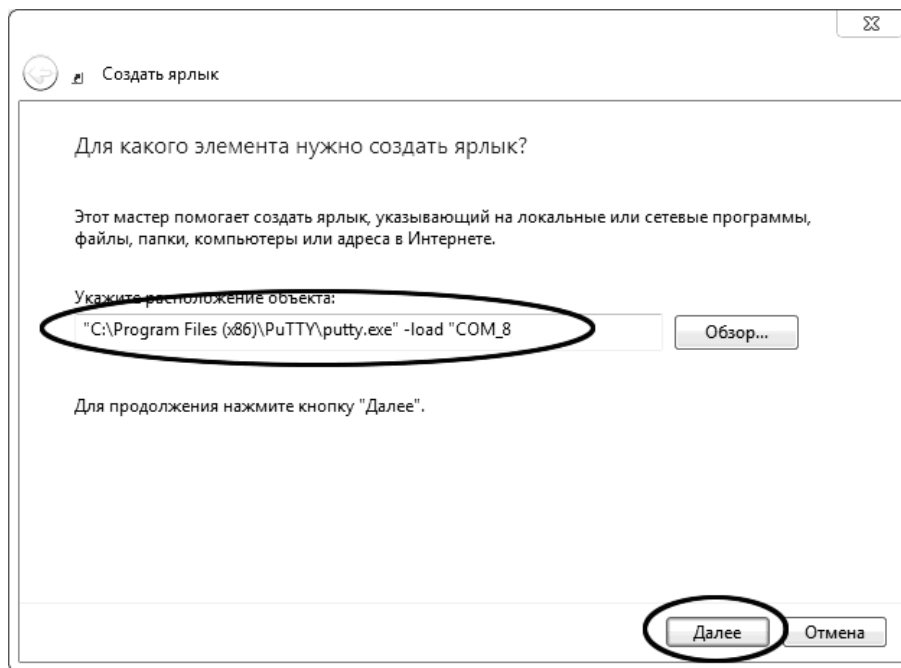 Создать ярлык
Для какого элемента нужно создать ярлык?
Этот мастер помогает создать ярлык, указывающий на локальные или сетевые программы,
файлы, папки, компьютеры или адреса в Интернете.
Укажите расположение объекта:
"C:\Program Files (x86)\PuTTY\putty.exe" -load "COM_8
Обзор...
Для продолжения нажмите кнопку "Далее".
Далее
Отмена